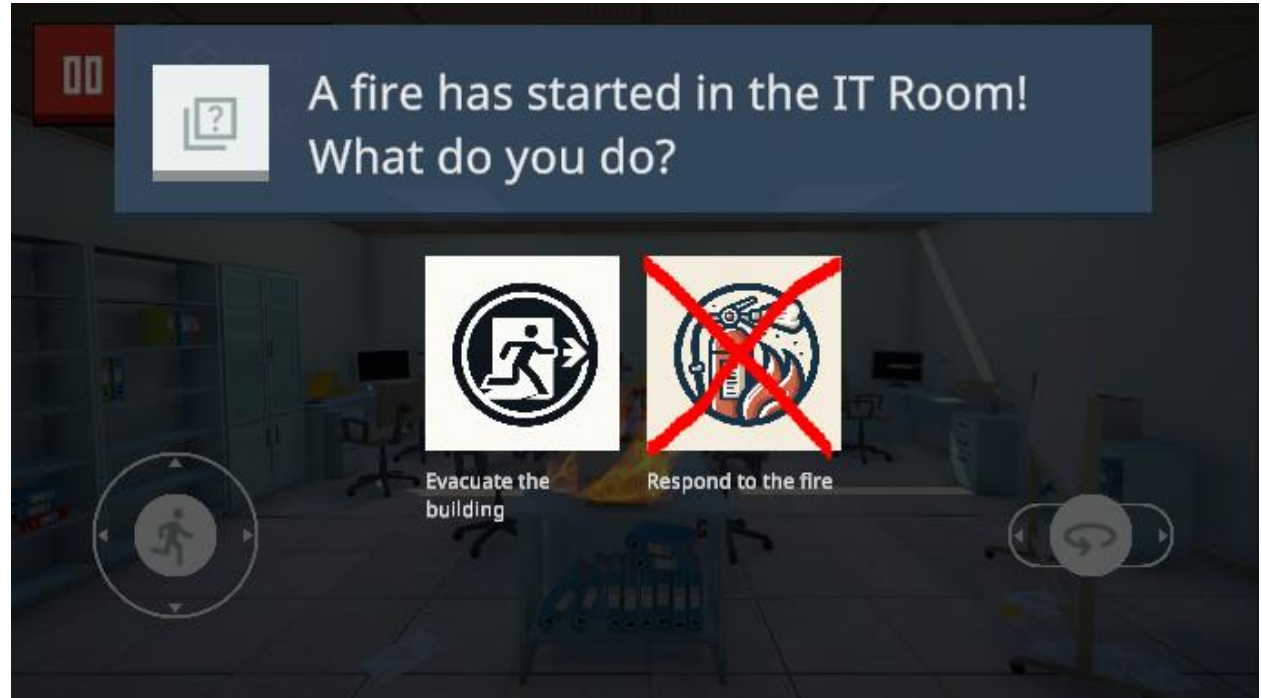 A fire has started in the IT Room!
What do you do?
Evacuate the
building
Respond to the fire